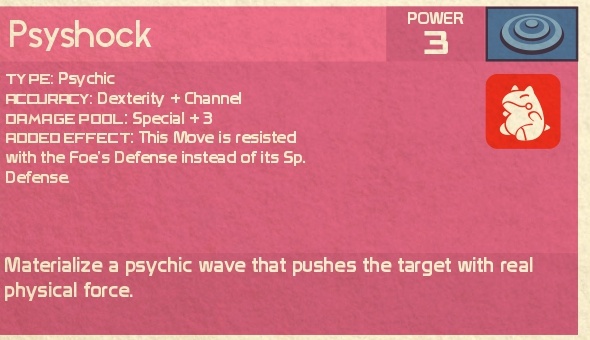 Psyshock
POWER
3
TYPE: Psychic
ACCURACY: Dexterity + Channel
DAMAGE POOL: Special + 3
ADDED EFFECT: This Move is resisted
with the Foe's Defense instead of its Sp.
Defense.
Materialize a psychic wave that pushes the target with real
physical force.